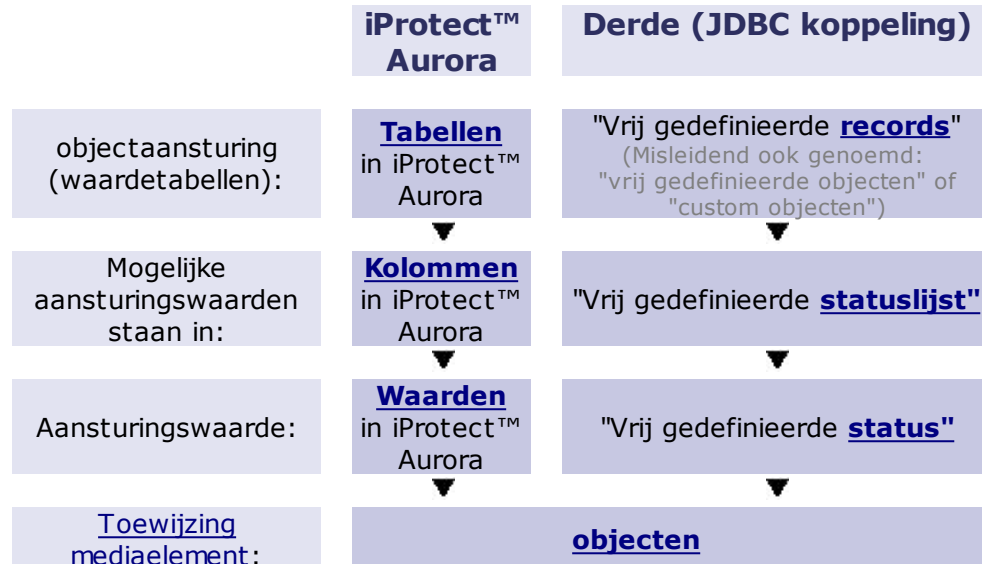 iProtect™
Aurora
Derde (JDBC koppeling)
objectaansturing
(waardetabellen):
Tabellen
in iProtect™
Aurora
"Vrij gedefinieerde records"
(Misleidend ook genoemd:
"vrij gedefinieerde objecten" of
"custom objecten")
Mogelijke
aansturingswaarden
staan in:
Kolommen
in iProtect™
Aurora
"Vrij gedefinieerde statuslijst"
Aansturingswaarde:
Waarden
in iProtect™
Aurora
"Vrij gedefinieerde status"
Toewijzing
mediaelement:
objecten